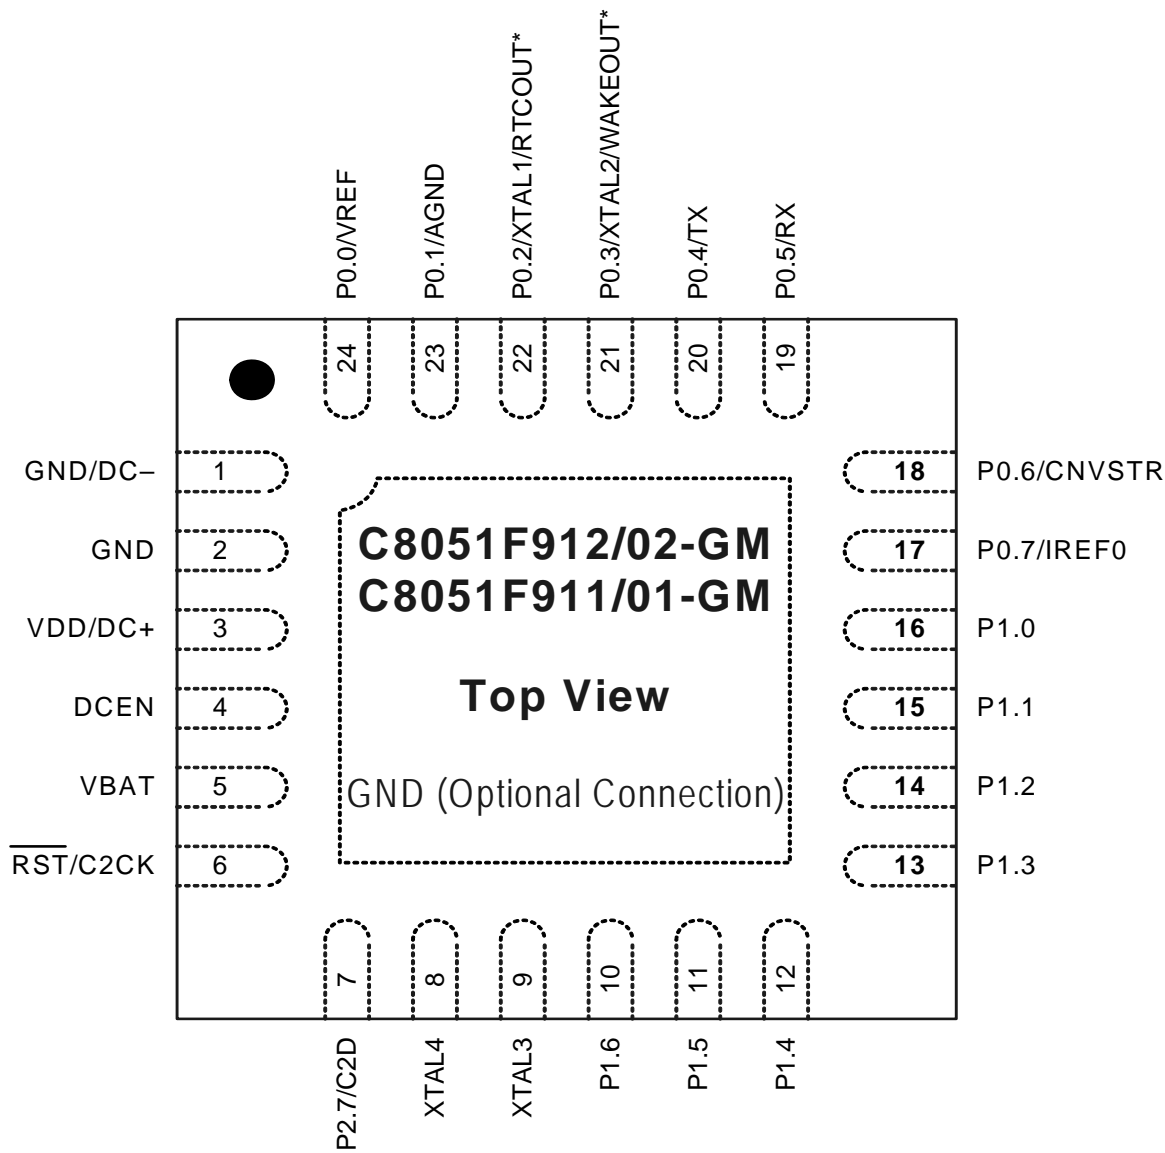 P0.0/VREF
P0.1/AGND
P0.2/XTAL1/RTCOUT*
P0.3/XTAL2/WAKEOUT*
P0.4/TX
P0.5/RX
24
23
22
21
20
19
GND/DC–
1
GND
2
VDD/DC+
3
DCEN
4
VBAT
5
RST/C2CK
6
C8051F912/02-GM
C8051F911/01-GM
Top View
GND (Optional Connection)
18
P0.6/CNVSTR
17
P0.7/IREF0
16
P1.0
15
P1.1
14
P1.2
13
P1.3
7
8
9
10
11
12
P2.7/C2D
XTAL4
XTAL3
P1.6
P1.5
P1.4